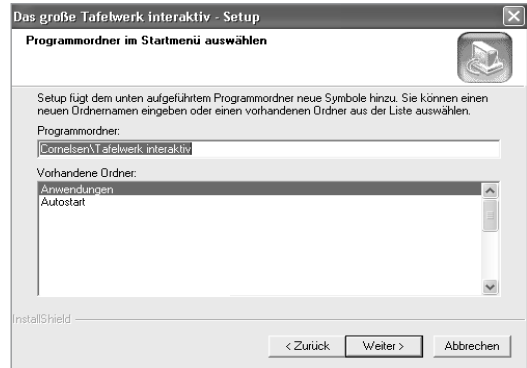 Das große Tafelwerk interaktiv - Setup
Programmordner im Startmenü auswählen
Setup fügt dem unten aufgeführtem Programmordner neue Symbole hinzu. Sie können einen
neuen Ordnernamen eingeben oder einen vorhandenen Ordner aus der Liste auswählen.
Programmordner:
Cornelsen\Tafelwerk interaktiv
Vorhandene Ordner:
Anwendungen
Autostart
InstallShield
< Zurück Weiter > Abbrechen